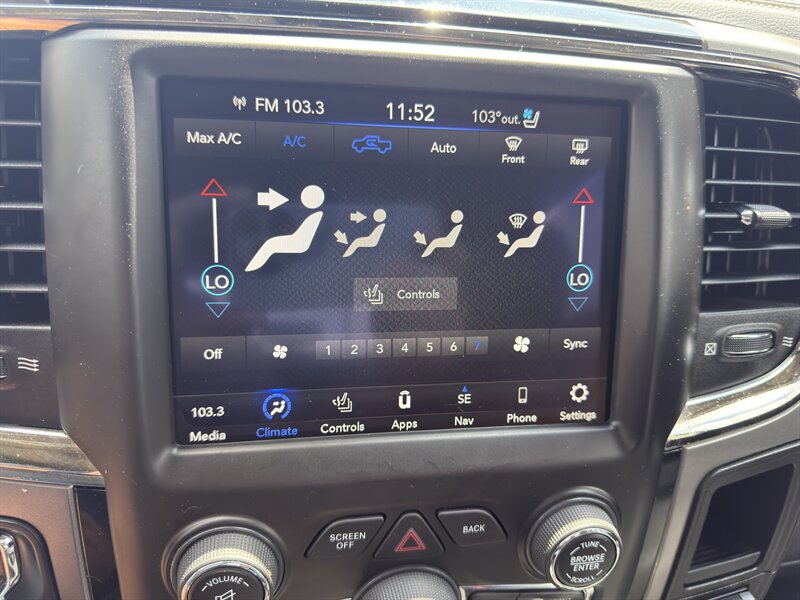 FM 103.3 11:52 103° out.
Max A/C A/C Auto Front Rear
LO LO
Controls
Off 1 2 3 4 5 6 7 Sync
103.3 SE
Media Climate Controls Apps Nav Phone Settings
SCREEN OFF BACK
VOLUME
TUNE
BROWSE
ENTER
SCROLL